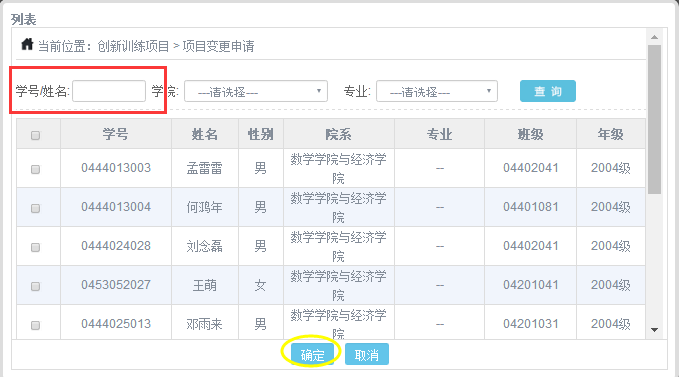 列表
当前位置：创新训练项目 > 项目变更申请
学号/姓名: 学院: ---请选择--- 专业: ---请选择--- 查 询
学号 姓名 性别 院系 专业 班级 年级
0444013003 孟雷雷 男 数学学院与经济学院 -- 04402041 2004级
0444013004 何鸿年 男 数学学院与经济学院 -- 04401081 2004级
0444024028 刘念磊 男 数学学院与经济学院 -- 04202041 2004级
0453052027 王萌 女 数学学院与经济学院 -- 04201041 2004级
0444025013 邓雨来 男 数学学院与经济学院 -- 04201031 2004级
确定 取消